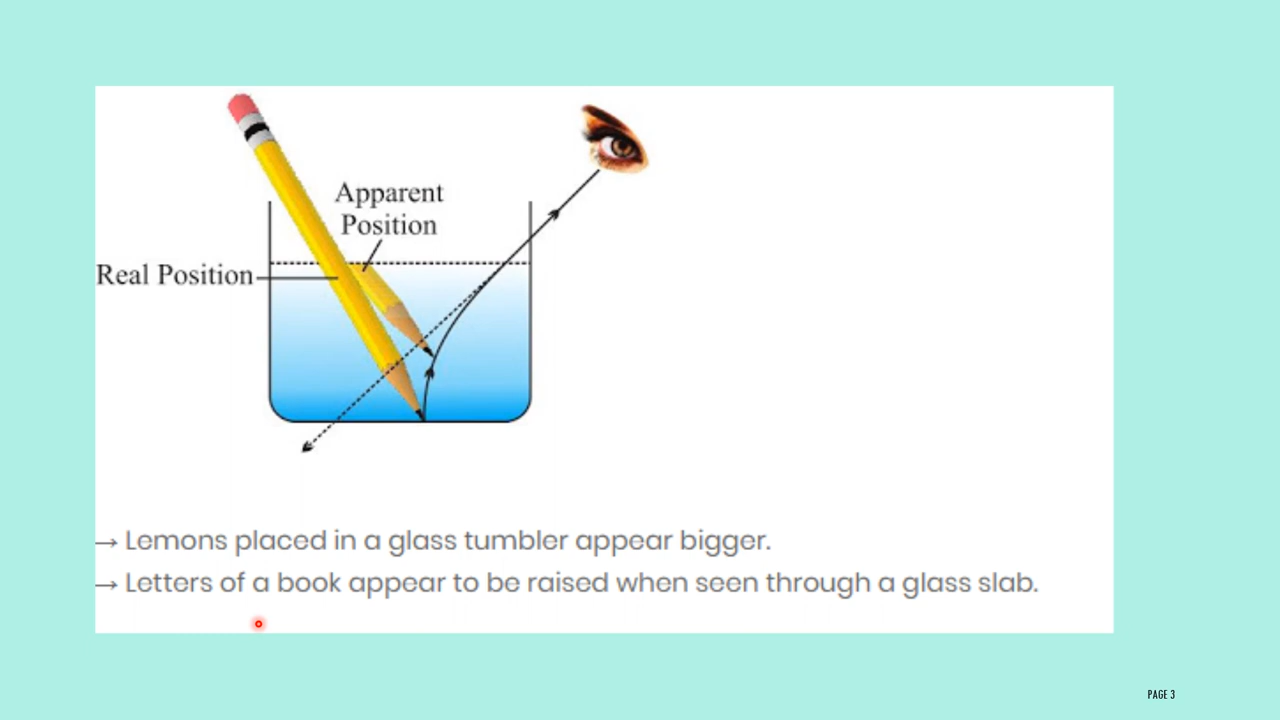 Apparent
Position
Real Position
→ Lemons placed in a glass tumbler appear bigger.
→ Letters of a book appear to be raised when seen through a glass slab.
PAGE 3